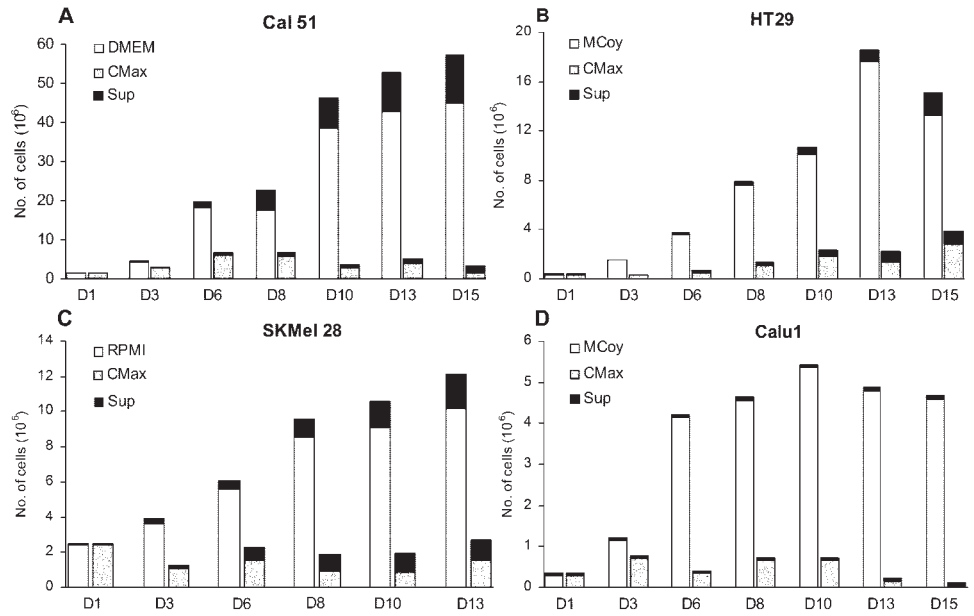 A
Cal 51
No. of cells (10⁶)
60
50
40
30
20
10
0
DMEM
CMax
Sup
D1 D3 D6 D8 D10 D13 D15
B
HT29
No. of cells (10⁶)
20
16
12
8
4
0
MCoy
CMax
Sup
D1 D3 D6 D8 D10 D13 D15
C
SKMel 28
No. of cells (10⁶)
14
12
10
8
6
4
2
0
RPMI
CMax
Sup
D1 D3 D6 D8 D10 D13
D
Calu1
No. of cells (10⁶)
6
5
4
3
2
1
0
MCoy
CMax
Sup
D1 D3 D6 D8 D10 D13 D15